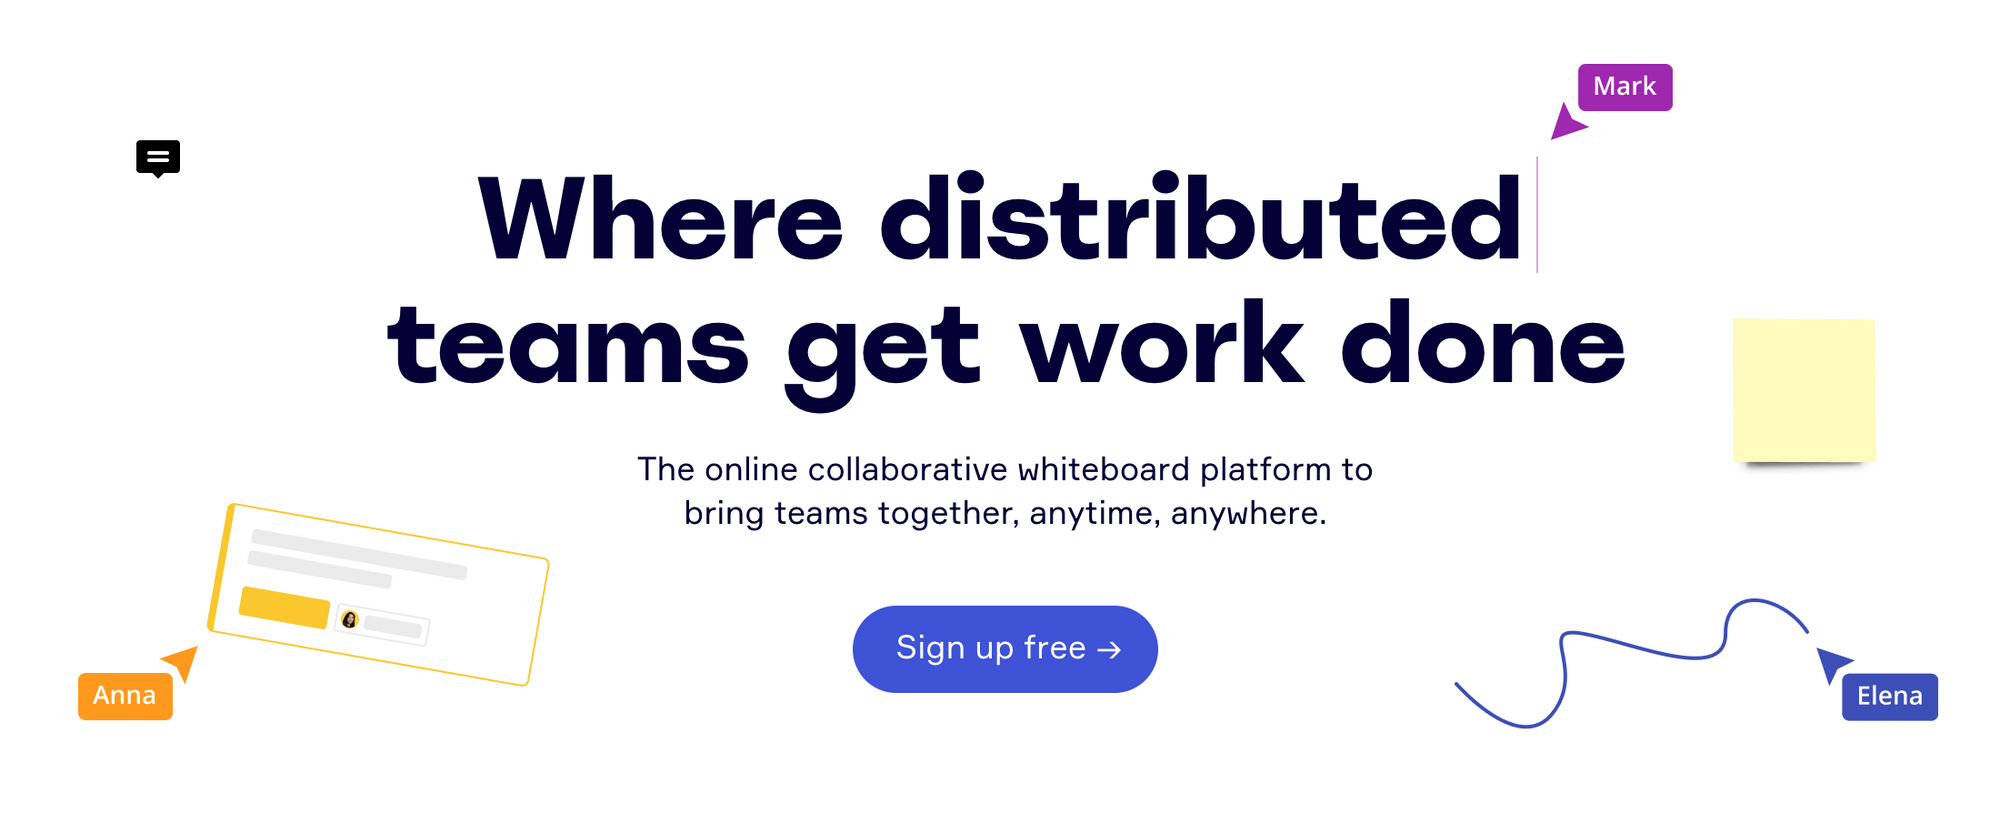 Mark
Where distributed
teams get work done
The online collaborative whiteboard platform to
bring teams together, anytime, anywhere.
Sign up free →
Anna
Elena